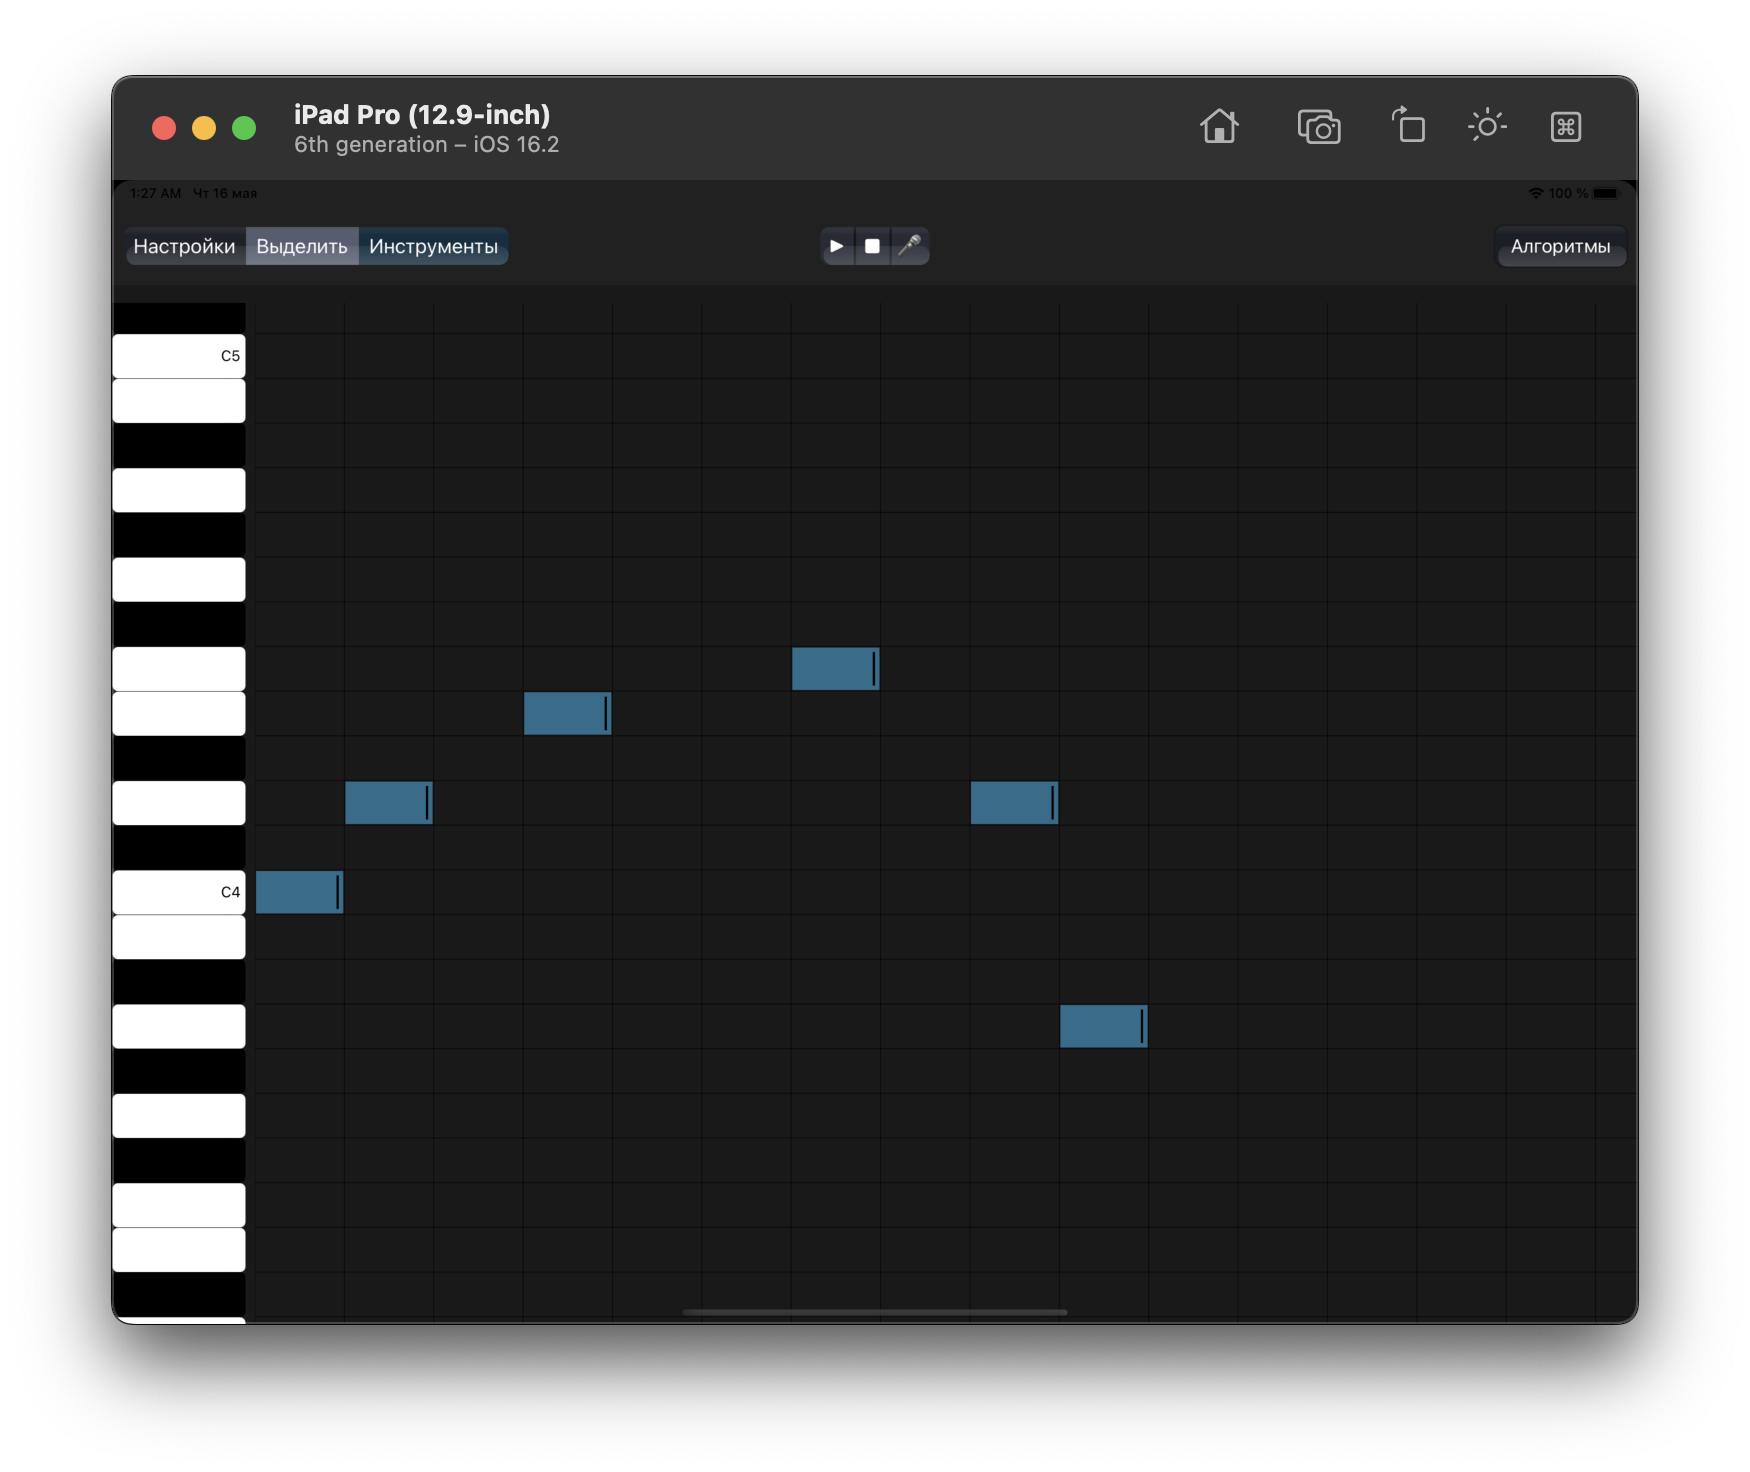 iPad Pro (12.9-inch)
6th generation – iOS 16.2
1:27 AM Чт 16 мая 100 %
Настройки Выделить Инструменты Алгоритмы
C5
C4